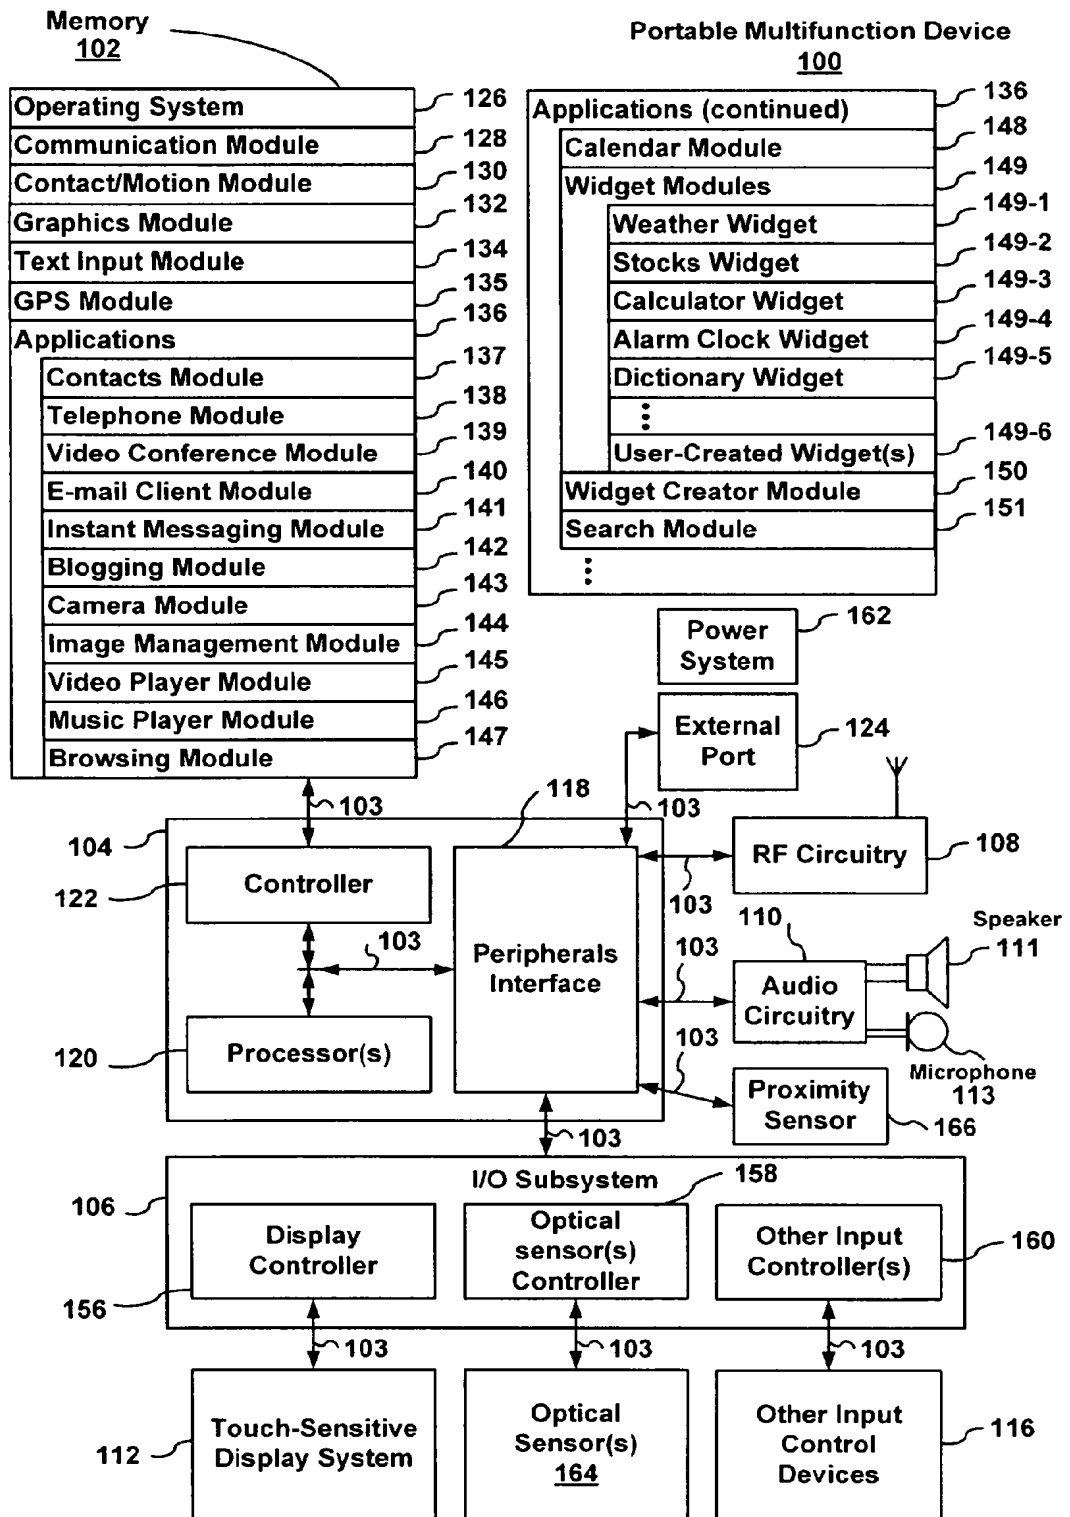 Memory
102
Portable Multifunction Device
100
Operating System 126
Communication Module 128
Contact/Motion Module 130
Graphics Module 132
Text Input Module 134
GPS Module 135
Applications 136
Contacts Module 137
Telephone Module 138
Video Conference Module 139
E-mail Client Module 140
Instant Messaging Module 141
Blogging Module 142
Camera Module 143
Image Management Module 144
Video Player Module 145
Music Player Module 146
Browsing Module 147
Applications (continued) 136
Calendar Module 148
Widget Modules 149
Weather Widget 149-1
Stocks Widget 149-2
Calculator Widget 149-3
Alarm Clock Widget 149-4
Dictionary Widget 149-5
⋮
User-Created Widget(s) 149-6
Widget Creator Module 150
Search Module 151
⋮
Power
System
162
External
Port
124
103
118
103
104
Controller
122
RF Circuitry
108
103
103
Peripherals
Interface
110
Speaker
111
103
Audio
Circuitry
Processor(s)
120
103
Microphone
113
Proximity
Sensor
166
103
I/O Subsystem
158
106
Display
Controller
156
Optical
sensor(s)
Controller
Other Input
Controller(s)
160
103
103
103
Touch-Sensitive
Display System
112
Optical
Sensor(s)
164
Other Input
Control
Devices
116